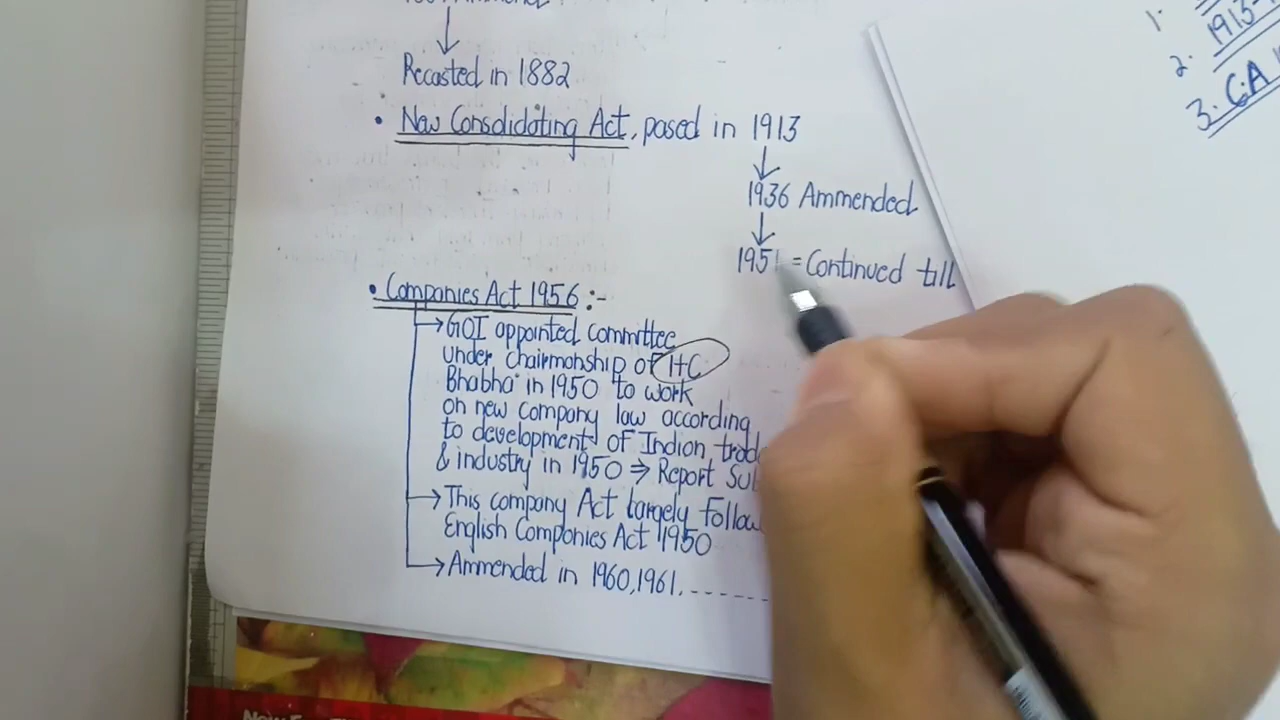 Recasted in 1882
• New Consolidating Act, passed in 1913
1936 Ammended
1951 = Continued till
• Companies Act 1956 :-
→ GOI appointed committee
under chairmanship of H·C
Bhabha in 1950 to work
on new company law according
to development of Indian trade
& industry in 1950 ⇒ Report
→ This company Act largely
English Companies Act 1950
→ Ammended in 1960, 1961, -------
1.
2. 1913-
3. C.A